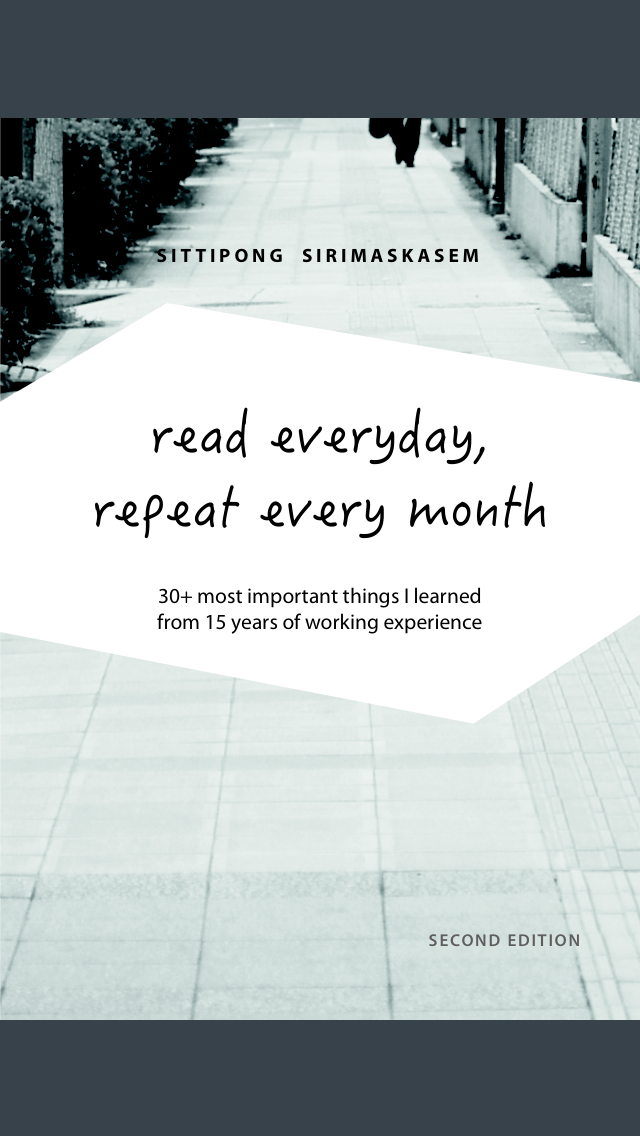 SITTIPONG SIRIMASKASEM
read everyday,
repeat every month
30+ most important things I learned
from 15 years of working experience
SECOND EDITION